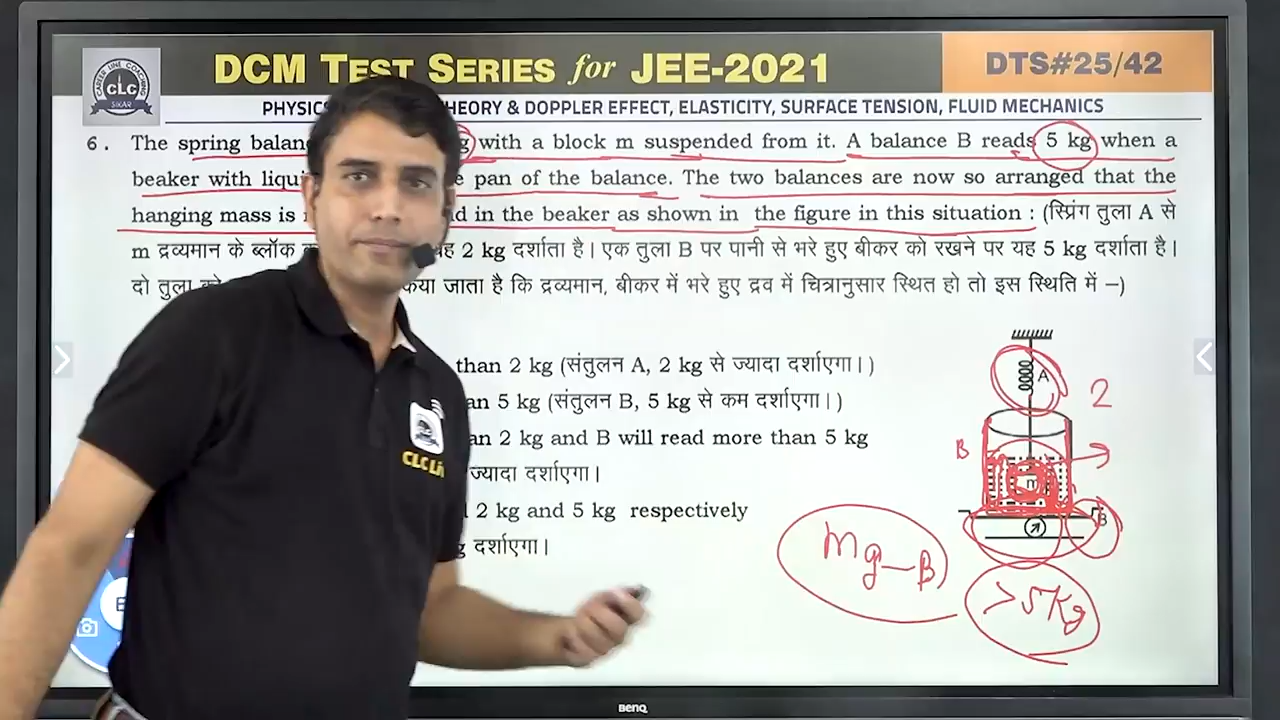 DCM TEST SERIES for JEE-2021
DTS#25/42
CAREER LINE COACHING
CLC
SIKAR
PHYSICS HEORY & DOPPLER EFFECT, ELASTICITY, SURFACE TENSION, FLUID MECHANICS
6. The spring balan g with a block m suspended from it. A balance B reads 5 kg when a
beaker with liqui e pan of the balance. The two balances are now so arranged that the
hanging mass is d in the beaker as shown in the figure in this situation : (स्प्रिंग तुला A से
m द्रव्यमान के ब्लॉक यह 2 kg दर्शाता है। एक तुला B पर पानी से भरे हुए बीकर को रखने पर यह 5 kg दर्शाता है।
दो तुला को किया जाता है कि द्रव्यमान, बीकर में भरे हुए द्रव में चित्रानुसार स्थित हो तो इस स्थिति में –)
than 2 kg (संतुलन A, 2 kg से ज्यादा दर्शाएगा।)
an 5 kg (संतुलन B, 5 kg से कम दर्शाएगा।)
an 2 kg and B will read more than 5 kg
ज्यादा दर्शाएगा।
2 kg and 5 kg respectively
g दर्शाएगा।
A
2
B
m
B
mg-B
>5Kg
CLC Li
BenQ